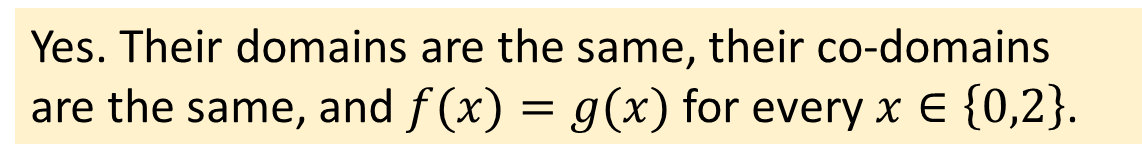 Yes. Their domains are the same, their co-domains
are the same, and f(x) = g(x) for every x ∈ {0,2}.